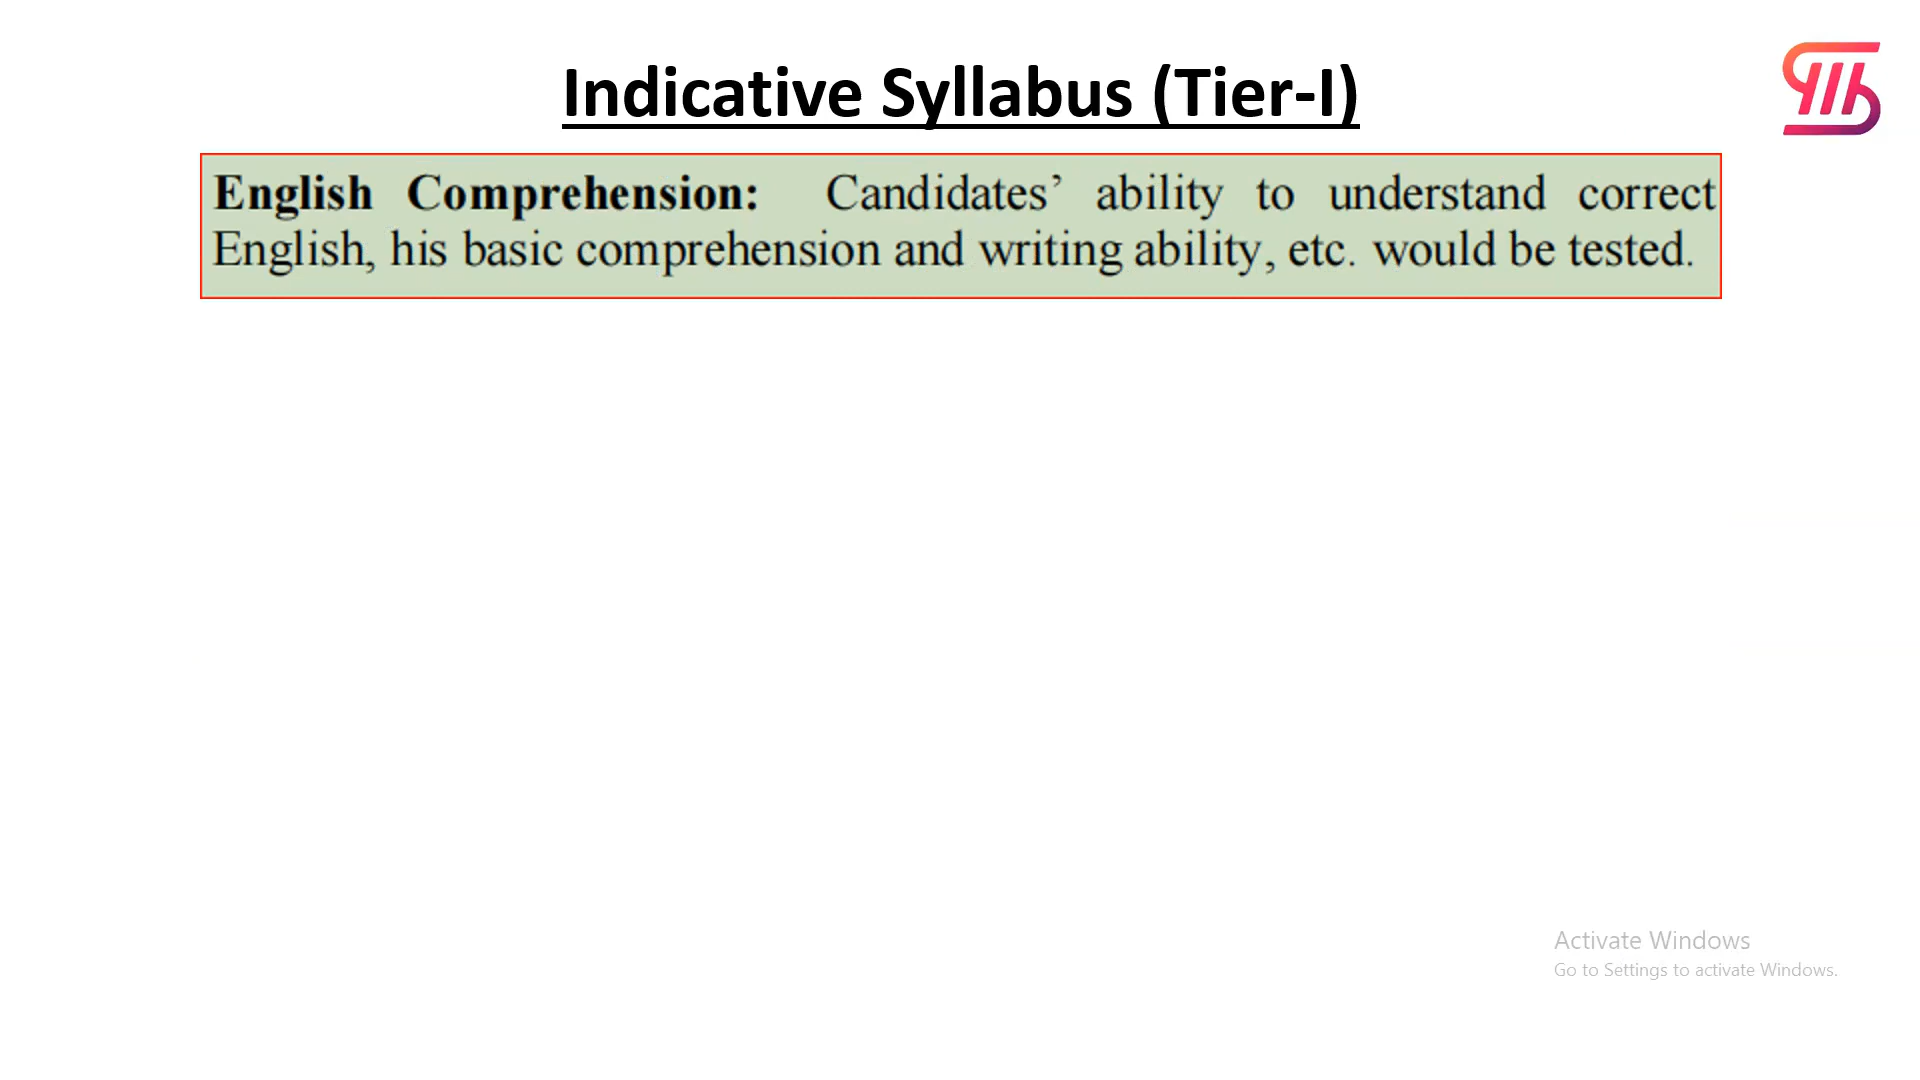 Indicative Syllabus (Tier-I)
English Comprehension: Candidates’ ability to understand correct
English, his basic comprehension and writing ability, etc. would be tested.
Activate Windows
Go to Settings to activate Windows.